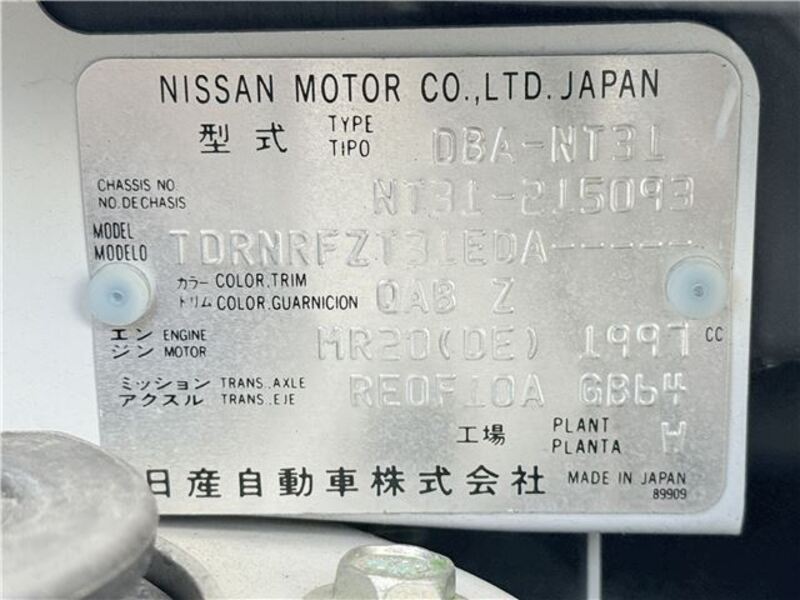 NISSAN MOTOR CO.,LTD. JAPAN
型式 TYPE TIPO DBA-NT31
CHASSIS NO. NO.DE CHASIS NT31-215093
MODEL MODELO TDRNRFZT31EDA-----
カラー COLOR,TRIM
トリム COLOR.GUARNICION QAB Z
エン ENGINE
ジン MOTOR MR20(DE) 1997 CC
ミッション TRANS.AXLE
アクスル TRANS.EJE RE0F10A GB64
工場 PLANT PLANTA W
日産自動車株式会社 MADE IN JAPAN
89909